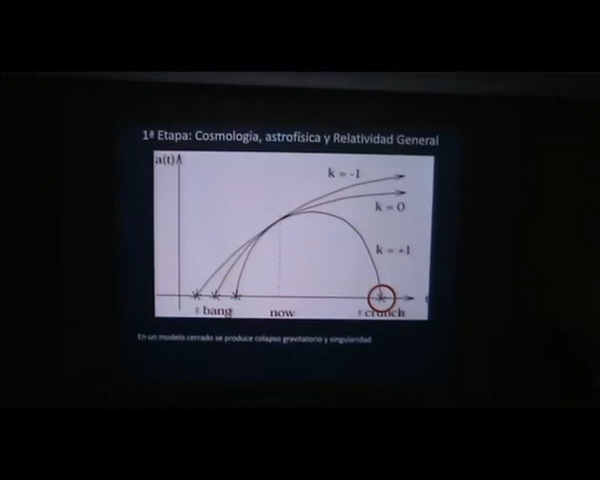 1ª Etapa: Cosmología, astrofísica y Relatividad General
a(t)
k = -1
k = 0
k = +1
bang now crunch t
En un modelo cerrado se produce colapso grevitatorio y singularidad